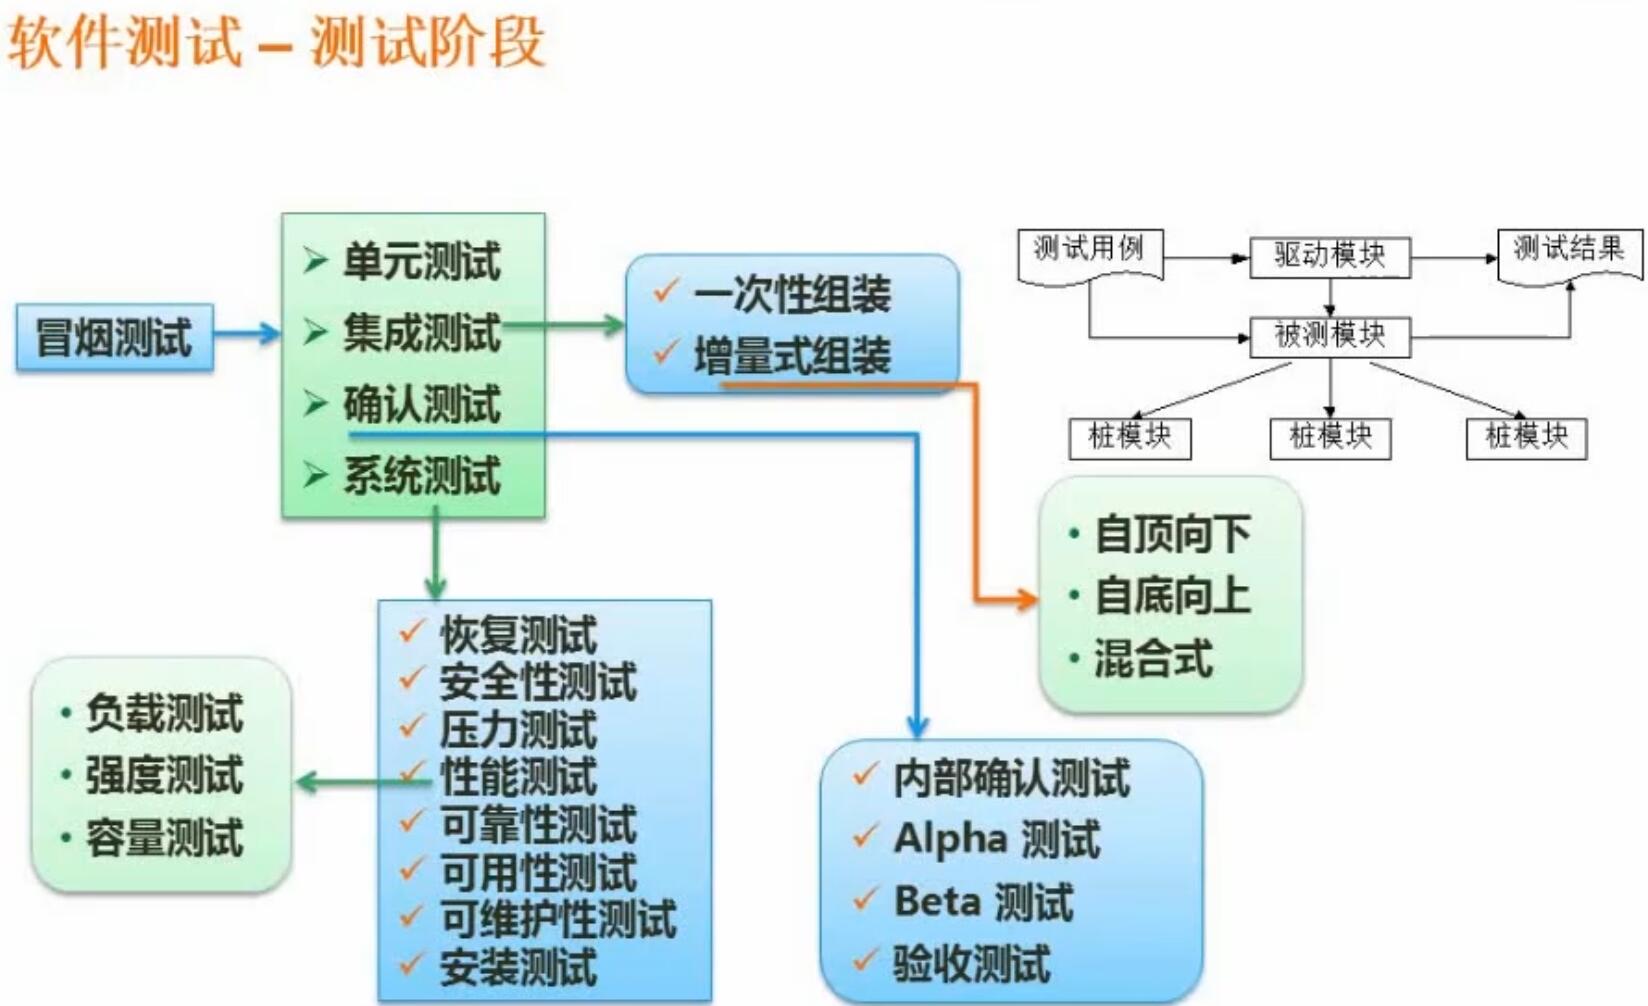 软件测试 – 测试阶段
冒烟测试
单元测试
集成测试
确认测试
系统测试
一次性组装
增量式组装
测试用例
驱动模块
测试结果
被测模块
桩模块
桩模块
桩模块
自顶向下
自底向上
混合式
恢复测试
安全性测试
压力测试
性能测试
可靠性测试
可用性测试
可维护性测试
安装测试
负载测试
强度测试
容量测试
内部确认测试
Alpha 测试
Beta 测试
验收测试